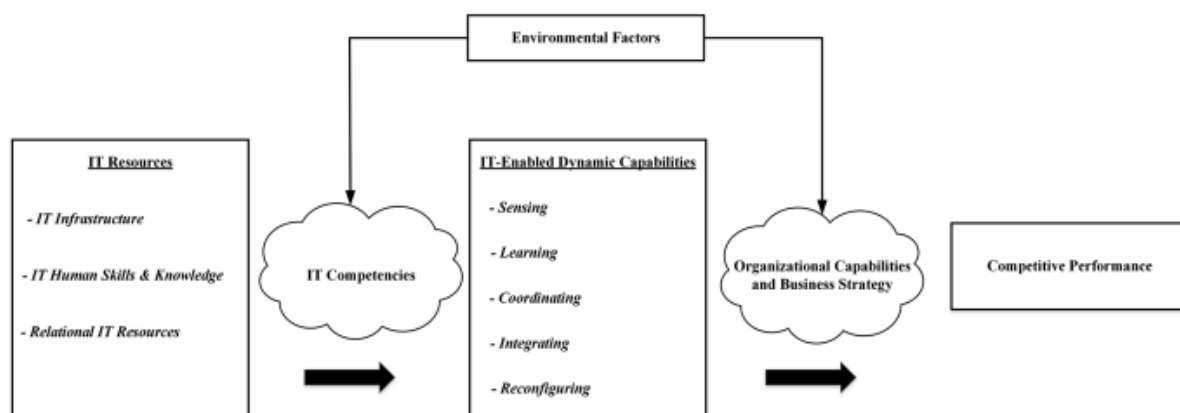 Environmental Factors
IT Resources
- IT Infrastructure
- IT Human Skills & Knowledge
- Relational IT Resources
IT Competencies
IT-Enabled Dynamic Capabilities
- Sensing
- Learning
- Coordinating
- Integrating
- Reconfiguring
Organizational Capabilities
and Business Strategy
Competitive Performance